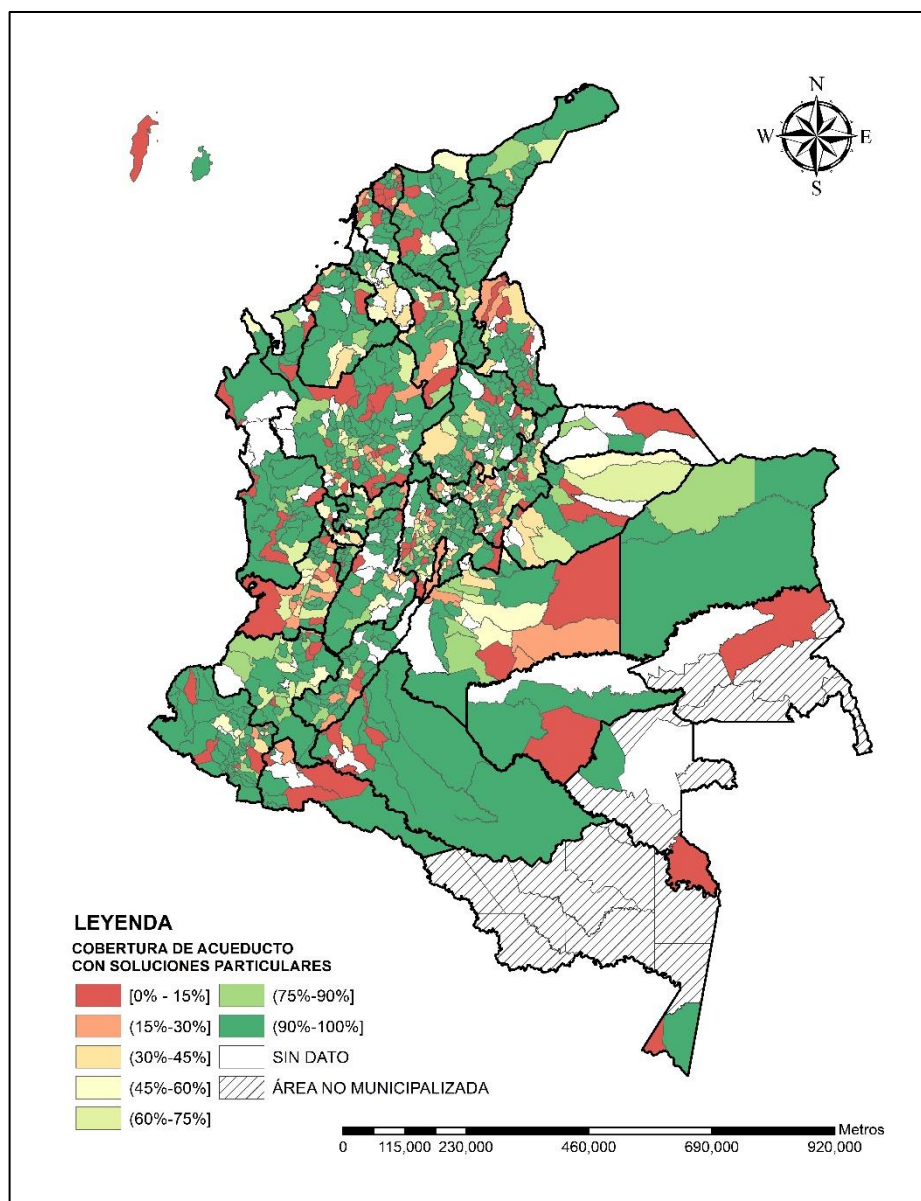 N
W E
S
LEYENDA
COBERTURA DE ACUEDUCTO
CON SOLUCIONES PARTICULARES
[0% - 15%]
(15%-30%]
(30%-45%]
(45%-60%]
(60%-75%]
(75%-90%]
(90%-100%]
SIN DATO
ÁREA NO MUNICIPALIZADA
Metros
0 115,000 230,000 460,000 690,000 920,000